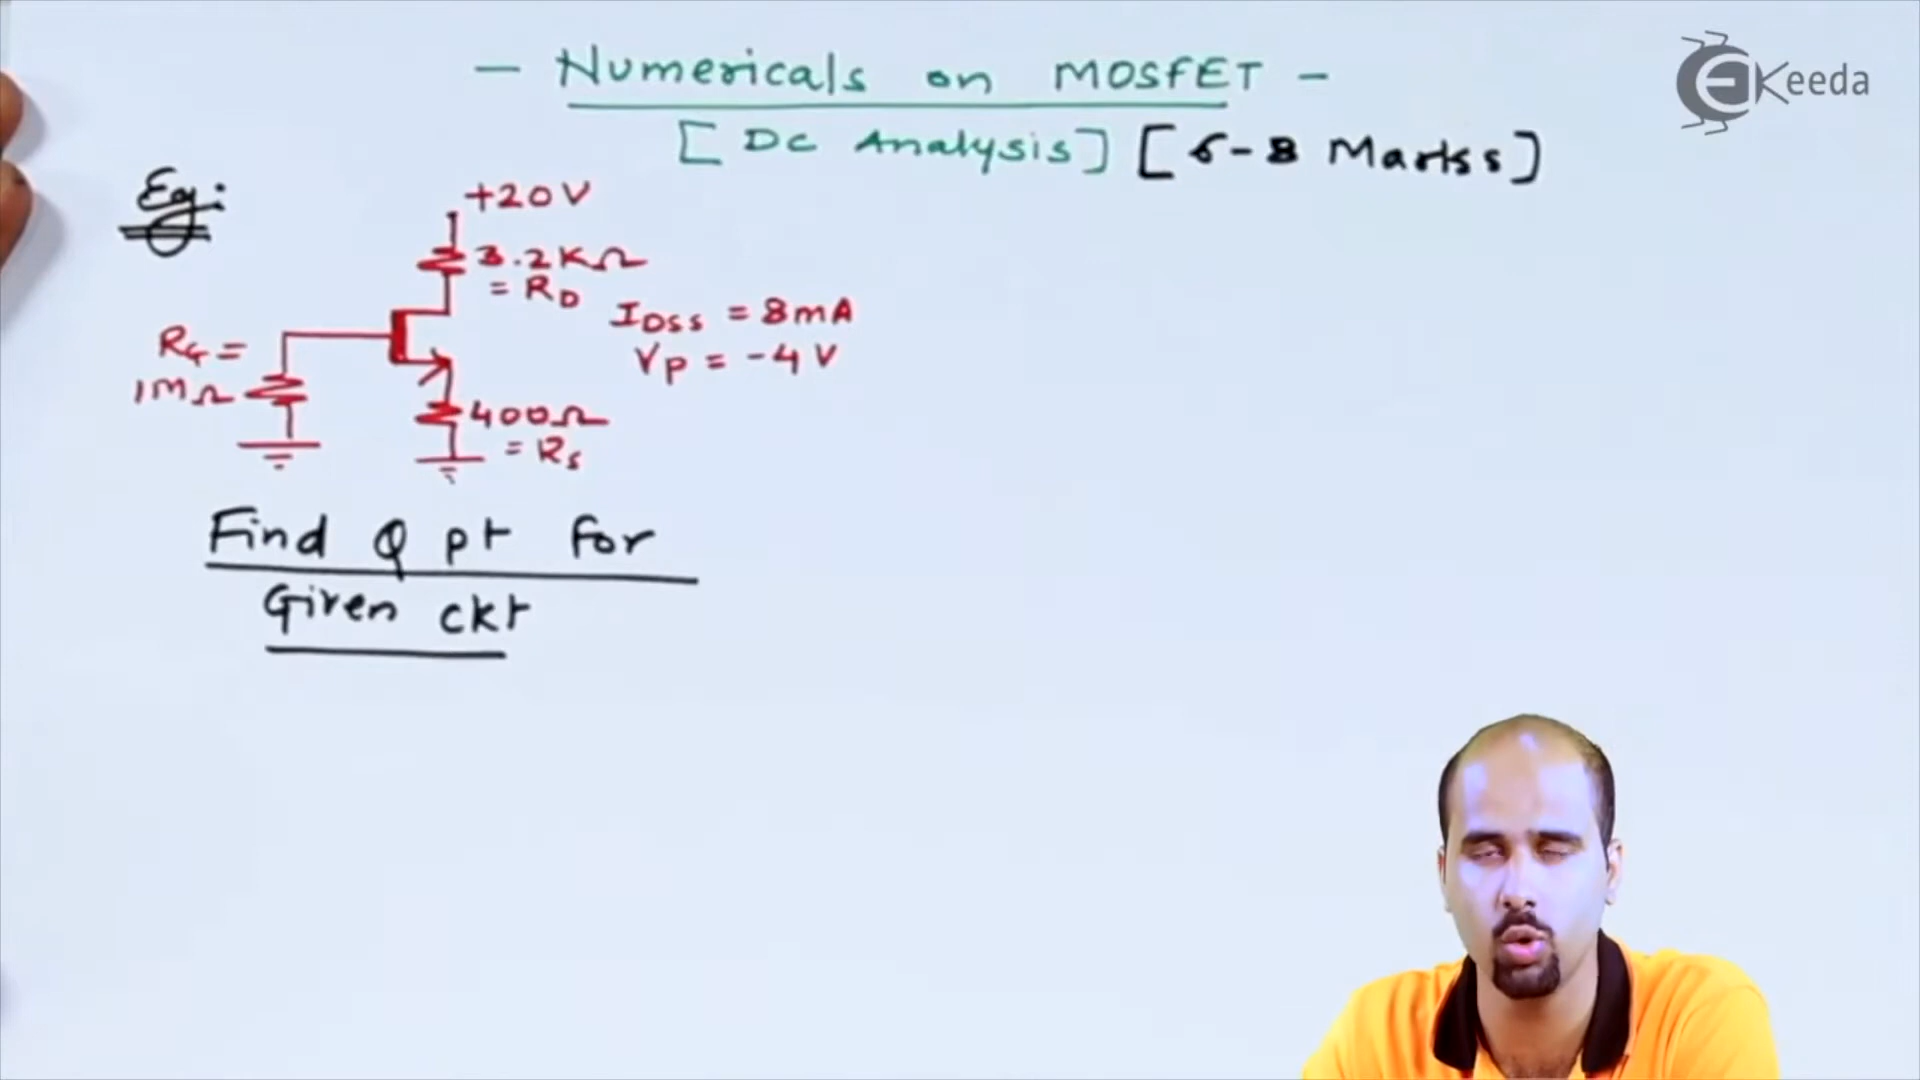 - Numericals on MOSFET -
[DC Analysis] [6-8 Marks]
EKeeda
Eg:
+20V
3.2KΩ
= RD
IDSS = 8mA
VP = -4V
RG =
1MΩ
400Ω
= RS
Find Q pt for
Given ckt